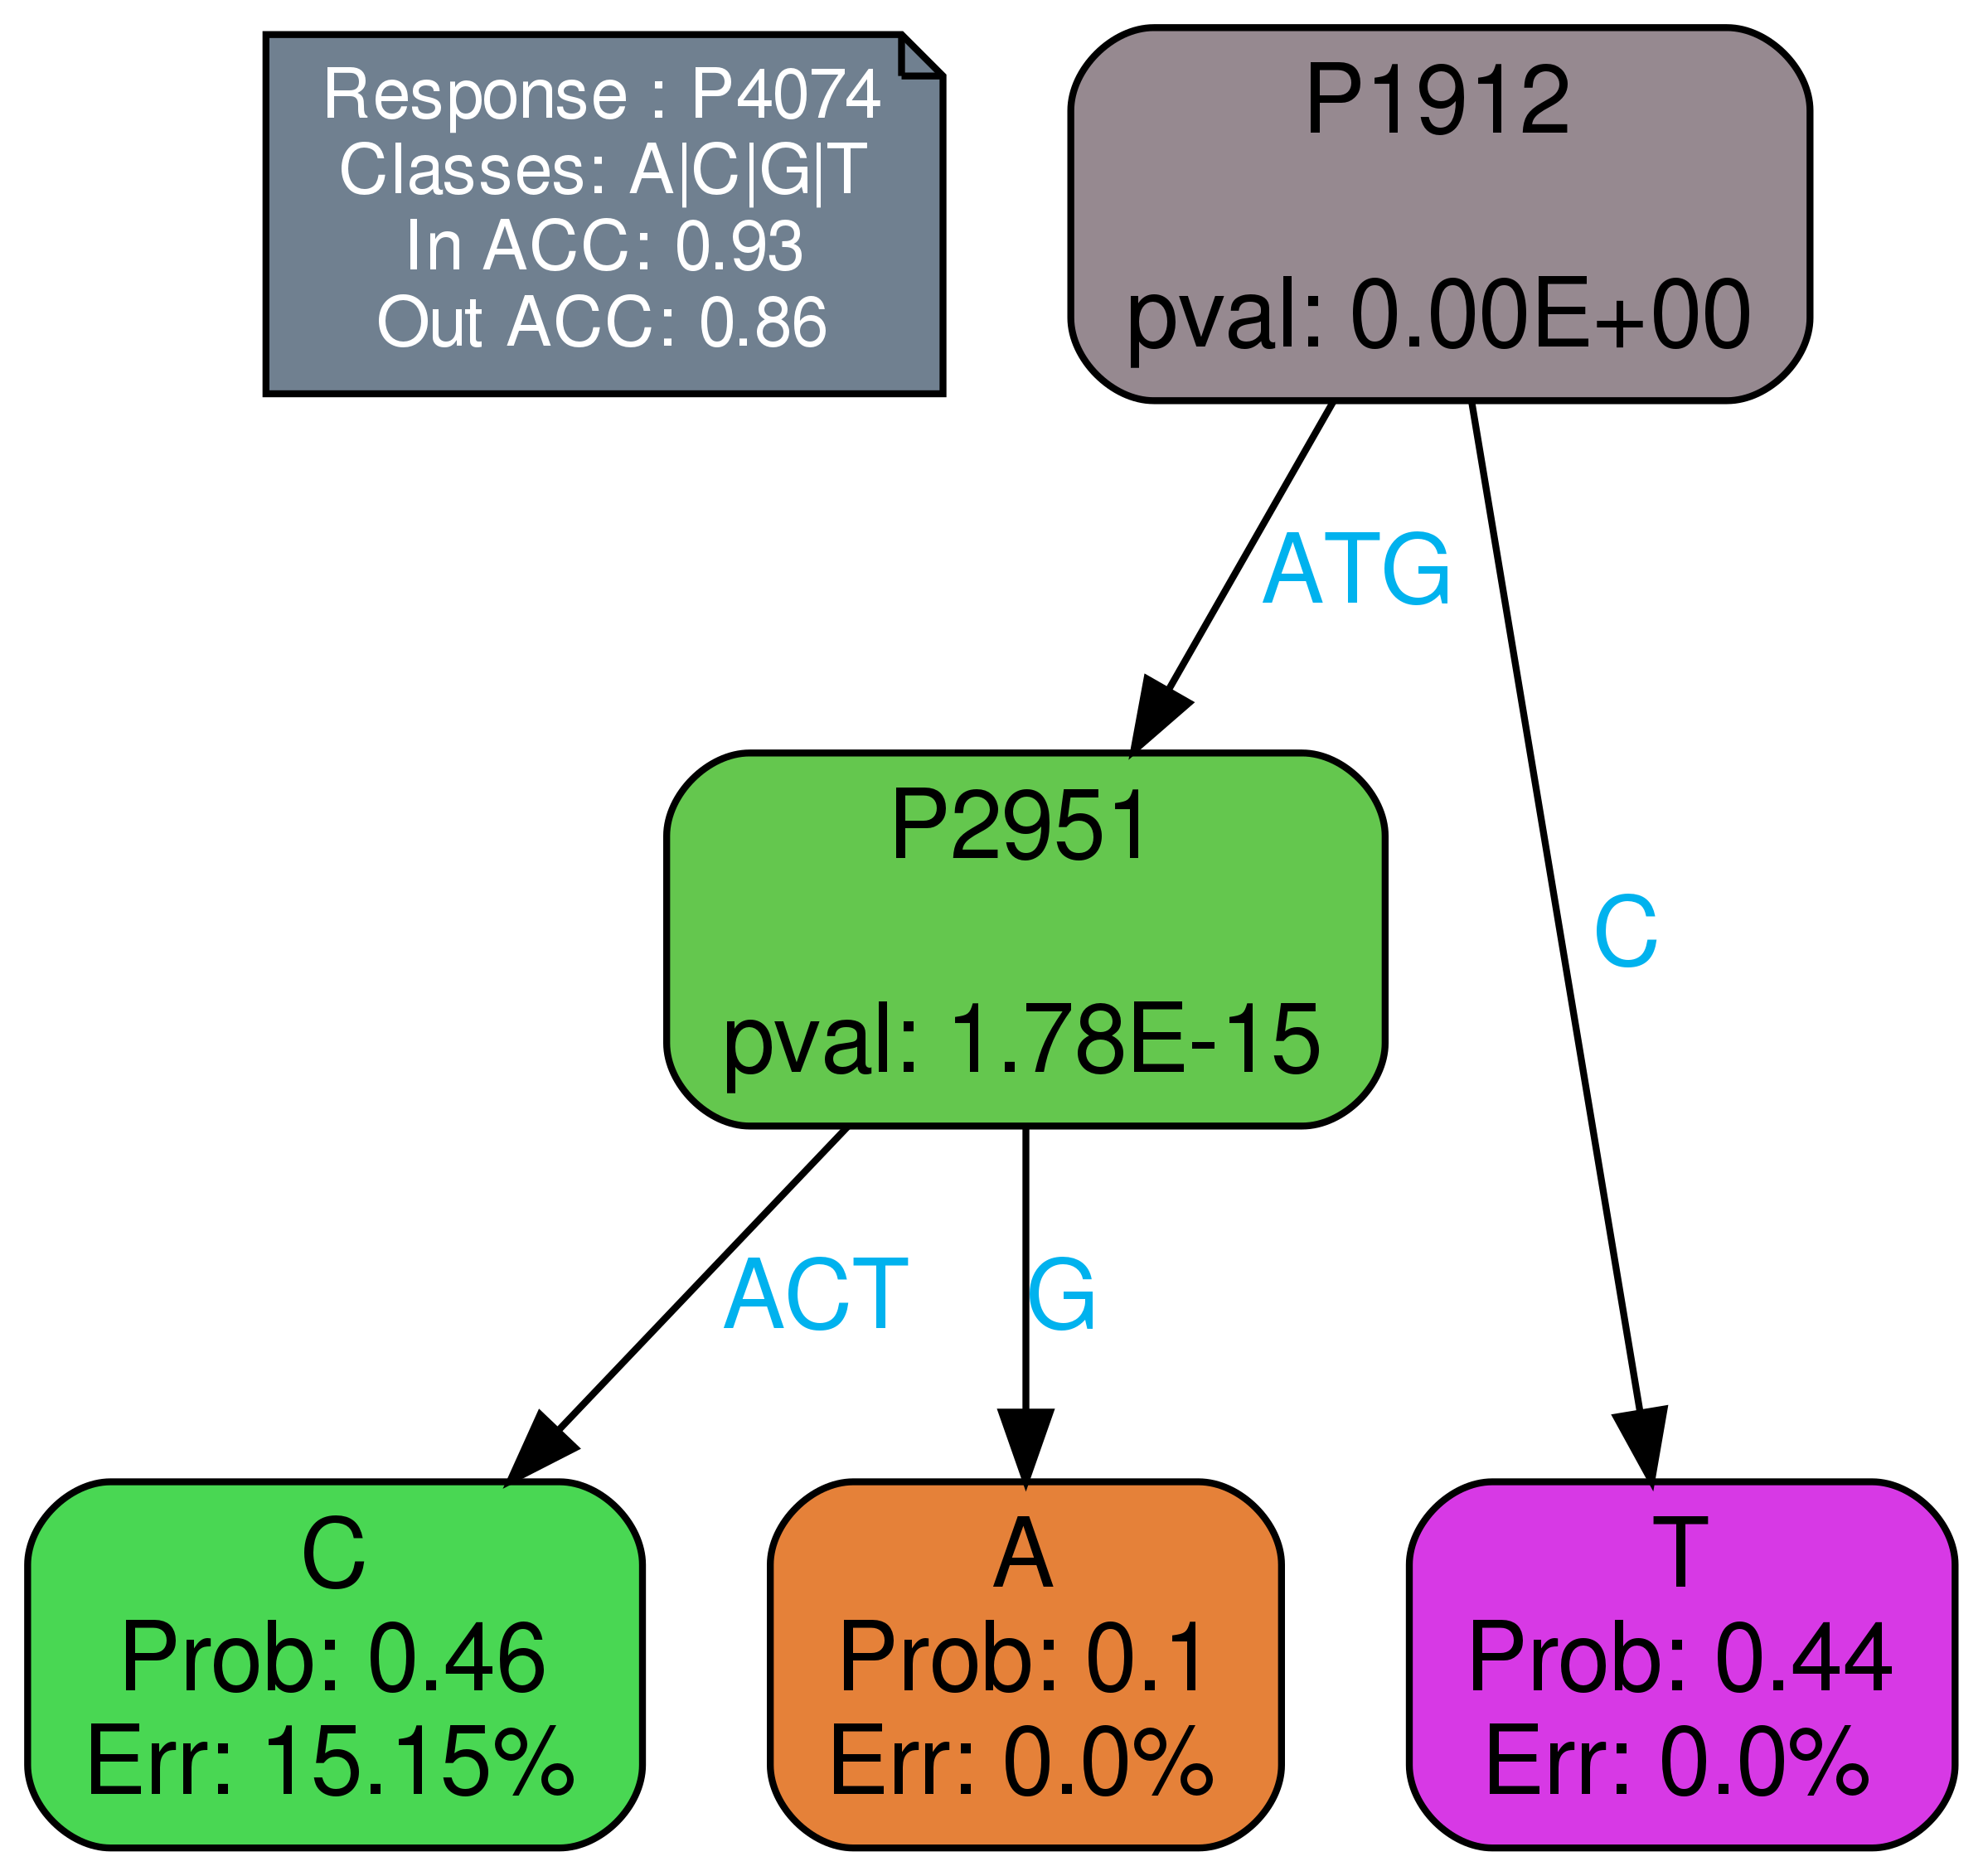 Response : P4074
Classes: A|C|G|T
In ACC: 0.93
Out ACC: 0.86
P1912
pval: 0.00E+00
ATG
C
P2951
pval: 1.78E-15
ACT
G
C
Prob: 0.46
Err: 15.15%
A
Prob: 0.1
Err: 0.0%
T
Prob: 0.44
Err: 0.0%